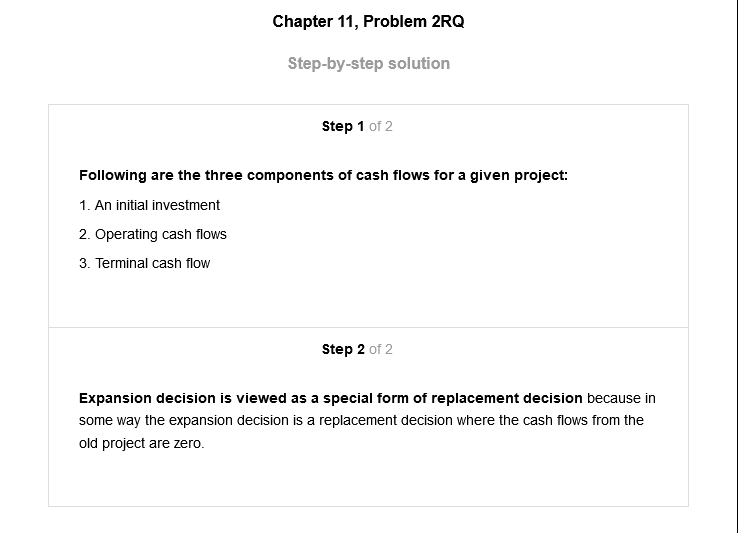 Chapter 11, Problem 2RQ
Step-by-step solution
Step 1 of 2
Following are the three components of cash flows for a given project:
1. An initial investment
2. Operating cash flows
3. Terminal cash flow
Step 2 of 2
Expansion decision is viewed as a special form of replacement decision because in
some way the expansion decision is a replacement decision where the cash flows from the
old project are zero.